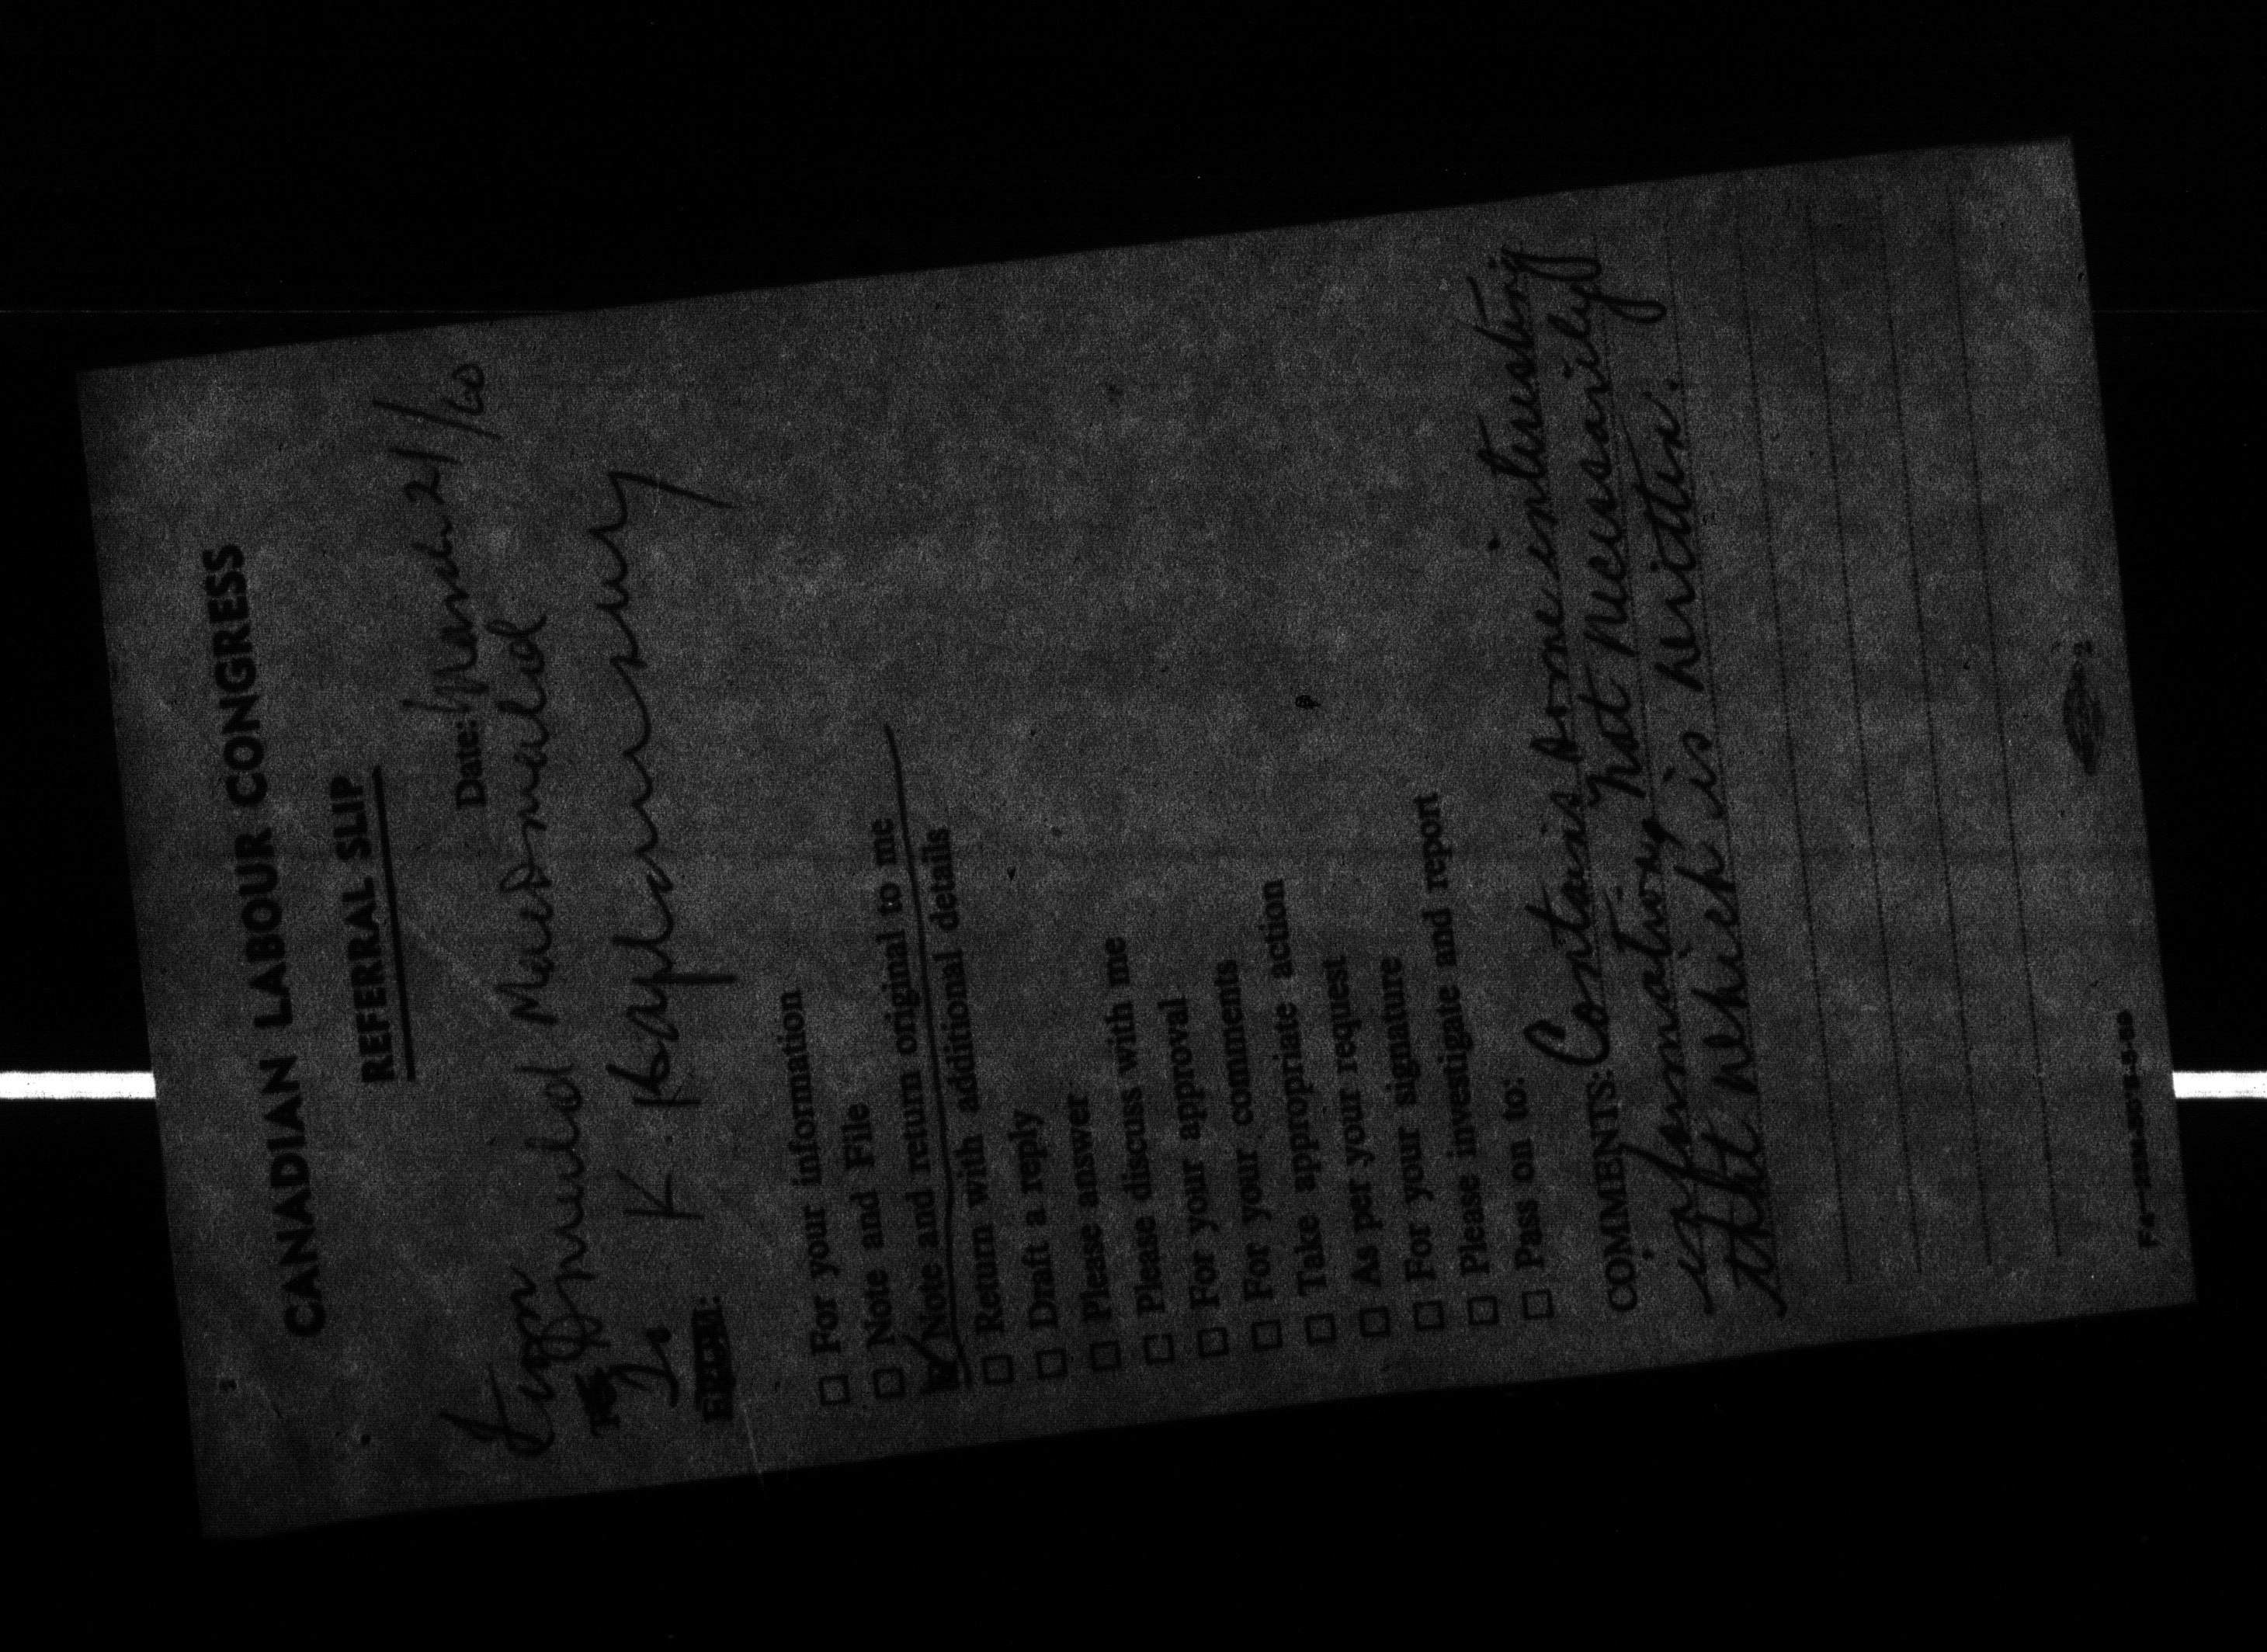 CANADIAN LABOUR CONGRESS
REFERRAL SLIP
Date: March 21/60
from Donald MacDonald
To K. Kaplansky
FROM:
☐ For your information
☐ Note and File
☑ Note and return original to me
☐ Return with additional details
☐ Draft a reply
☐ Please answer
☐ Please discuss with me
☐ For your approval
☐ For your comments
☐ Take appropriate action
☐ As per your request
☐ For your signature
☐ Please investigate and report
☐ Pass on to:
COMMENTS: Contains some interesting
information, not necessarily
that which is written.